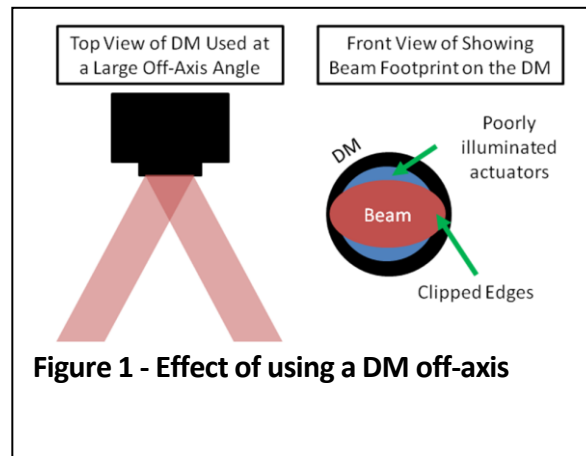 Top View of DM Used at
a Large Off-Axis Angle
Front View of Showing
Beam Footprint on the DM
DM
Poorly
illuminated
actuators
Beam
Clipped Edges
Figure 1 - Effect of using a DM off-axis